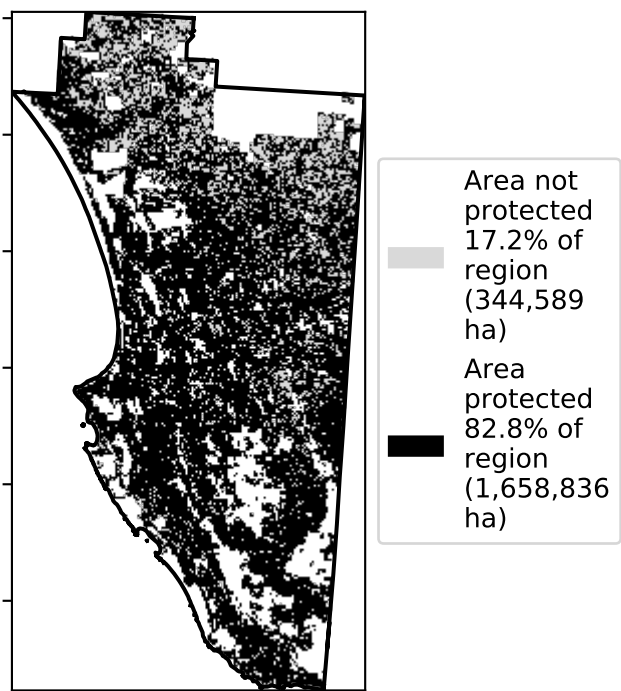 Area not
protected
17.2% of
region
(344,589
ha)
Area
protected
82.8% of
region
(1,658,836
ha)